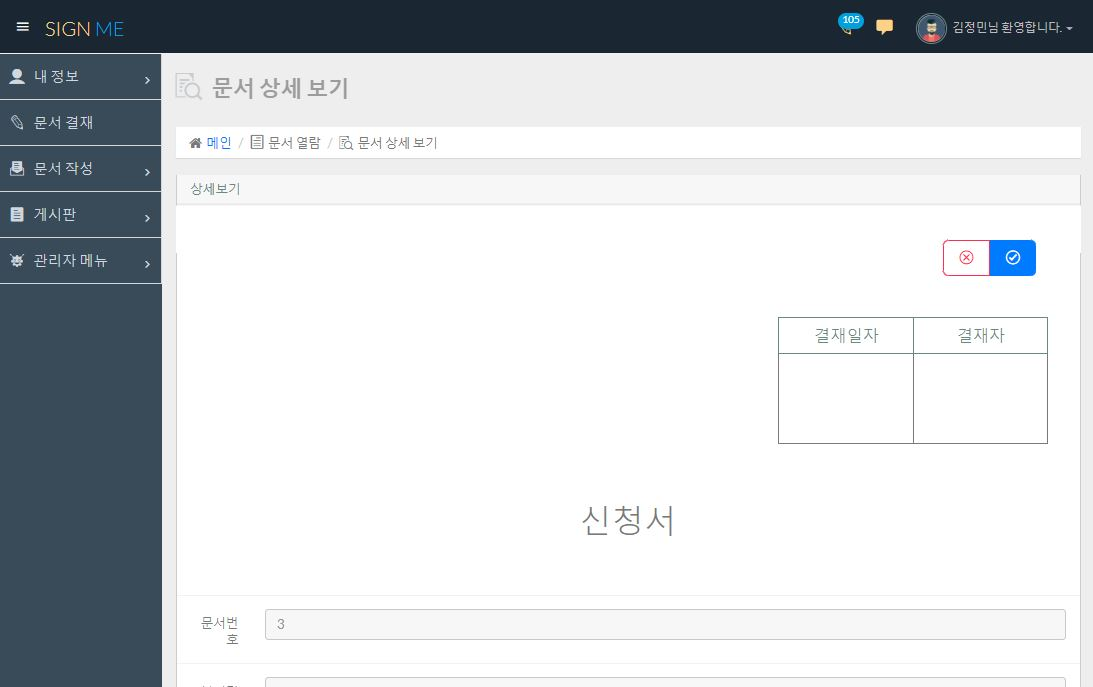 SIGN ME
105
김정민님 환영합니다.
내 정보
문서 결재
문서 작성
게시판
관리자 메뉴
문서 상세 보기
메인 / 문서 열람 / 문서 상세 보기
상세보기
결재일자 결재자
신청서
문서번
호
3